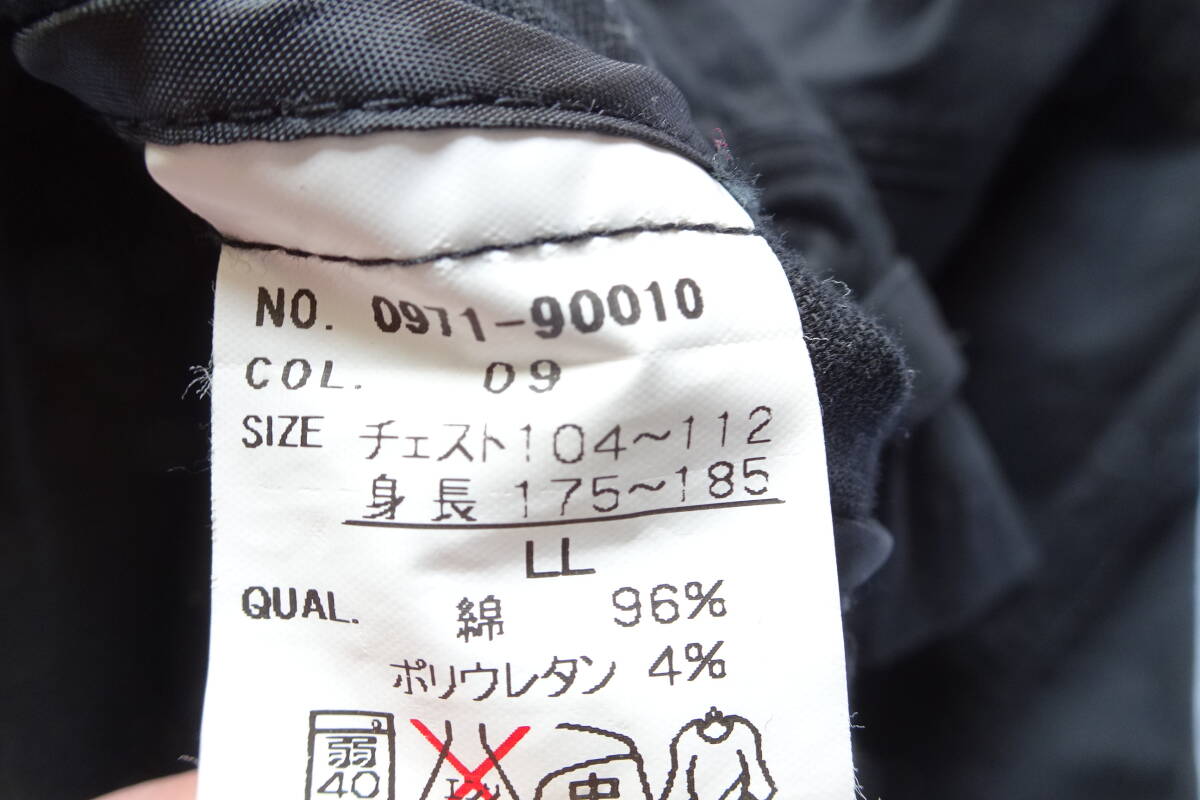 NO. 0971-90010
COL. 09
SIZE チェスト104~112
身長 175~185
LL
QUAL. 綿 96%
ポリウレタン 4%
弱 中
40